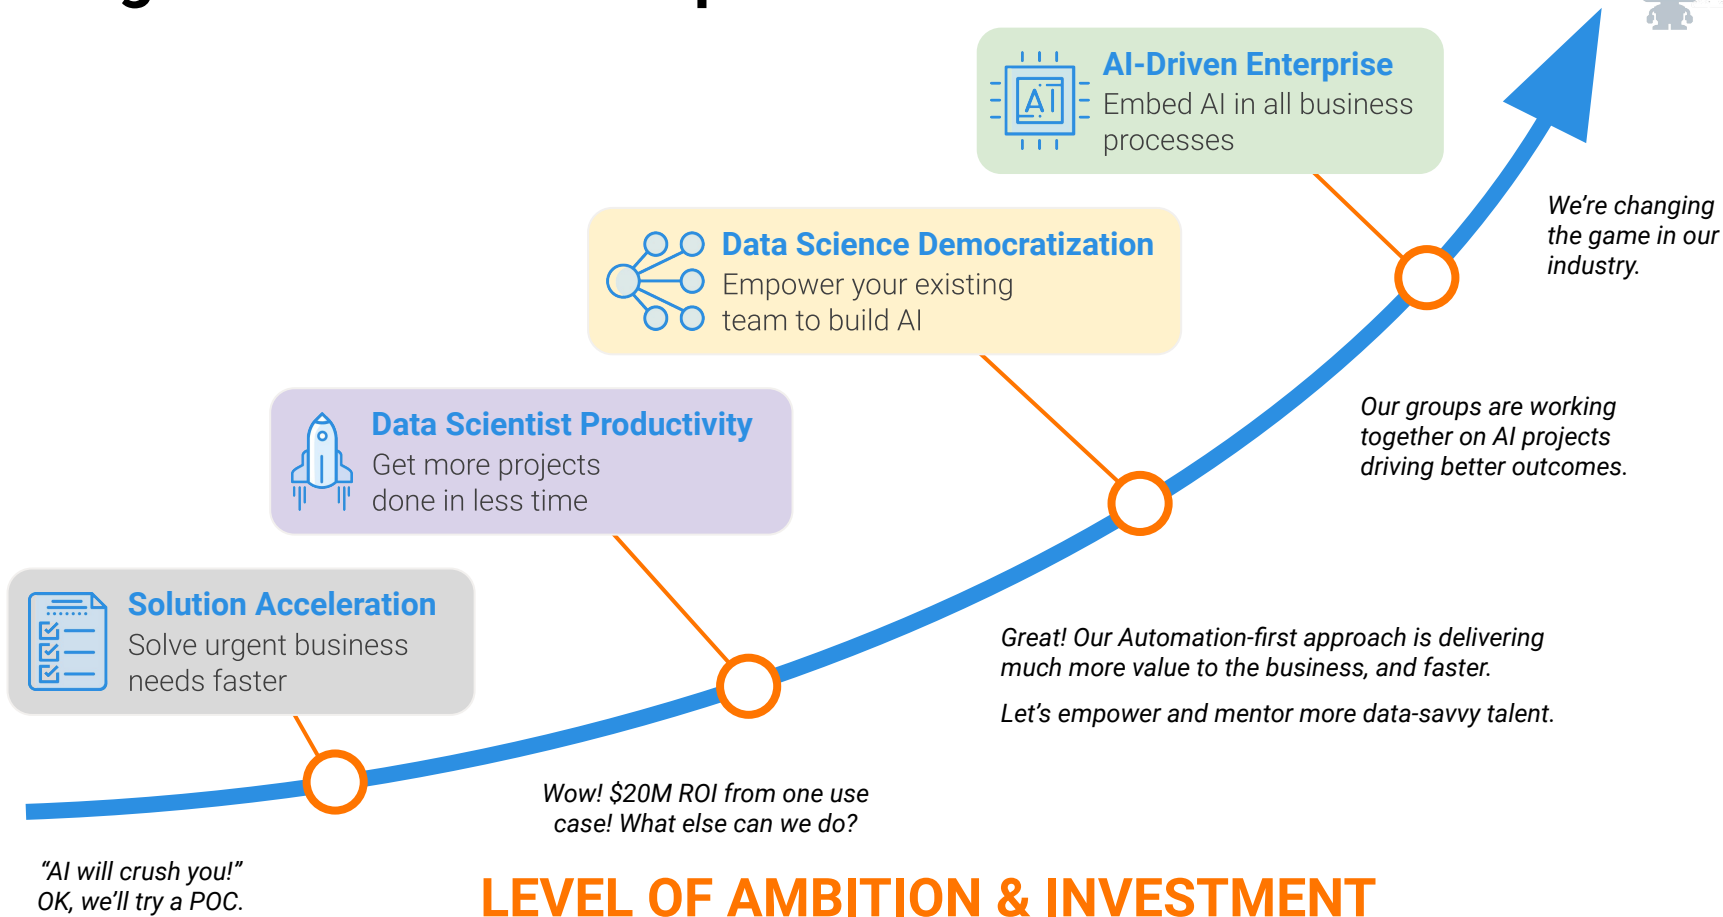 AI-Driven Enterprise
Embed AI in all business
processes
AI
We're changing
the game in our
industry.
Data Science Democratization
Empower your existing
team to build AI
Our groups are working
together on AI projects
driving better outcomes.
Data Scientist Productivity
Get more projects
done in less time
Solution Acceleration
Solve urgent business
needs faster
Great! Our Automation-first approach is delivering
much more value to the business, and faster.
Let's empower and mentor more data-savvy talent.
Wow! $20M ROI from one use
case! What else can we do?
“AI will crush you!”
OK, we'll try a POC.
LEVEL OF AMBITION & INVESTMENT